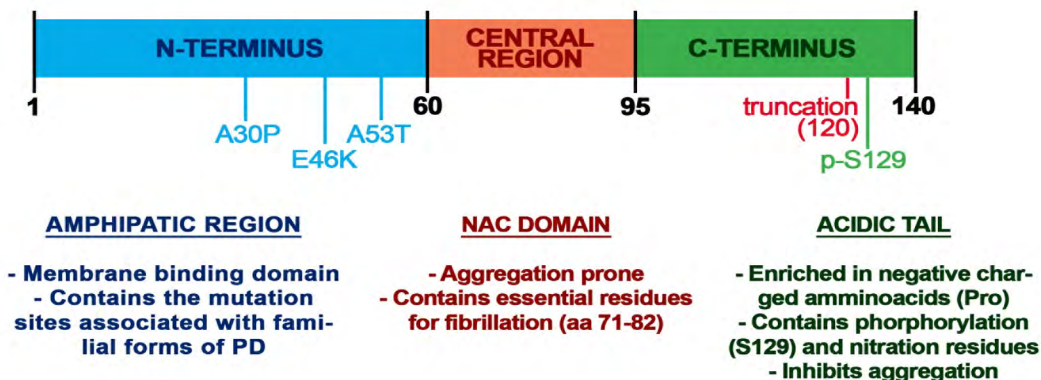 N-TERMINUS
CENTRAL
REGION
C-TERMINUS
1
60
95
140
A30P
E46K
A53T
truncation
(120)
p-S129
AMPHIPATIC REGION
- Membrane binding domain
- Contains the mutation
sites associated with fami-
lial forms of PD
NAC DOMAIN
- Aggregation prone
- Contains essential residues
for fibrillation (aa 71-82)
ACIDIC TAIL
- Enriched in negative char-
ged amminoacids (Pro)
- Contains phorphorylation
(S129) and nitration residues
- Inhibits aggregation